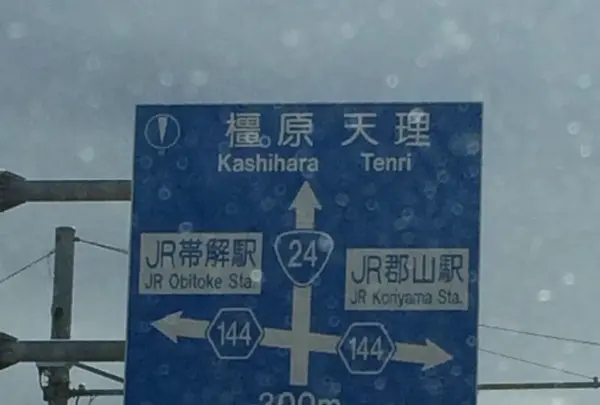 橿原 天理
Kashihara Tenri
24
JR帯解駅
JR Obitoke Sta.
JR郡山駅
JR Koriyama Sta.
144
144
300m